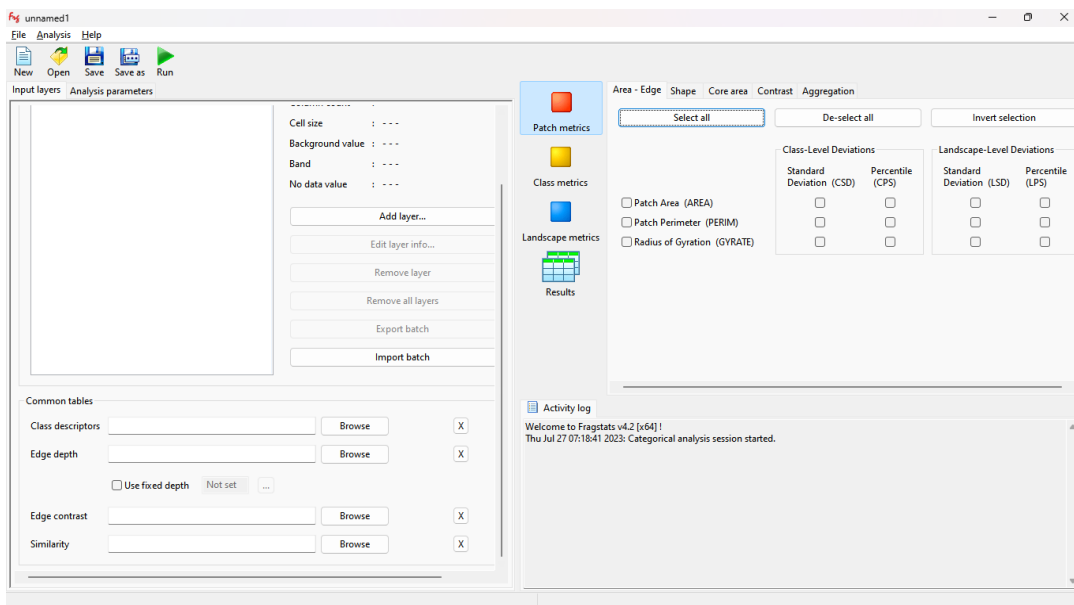 unnamed1
File Analysis Help
New Open Save Save as Run
Input layers Analysis parameters
Cell size : - - -
Background value : - - -
Band : - - -
No data value : - - -
Add layer...
Edit layer info...
Remove layer
Remove all layers
Export batch
Import batch
Common tables
Class descriptors Browse X
Edge depth Browse X
Use fixed depth Not set ...
Edge contrast Browse X
Similarity Browse X
Patch metrics
Class metrics
Landscape metrics
Results
Area - Edge Shape Core area Contrast Aggregation
Select all De-select all Invert selection
Class-Level Deviations Landscape-Level Deviations
Standard Percentile Standard Percentile
Deviation (CSD) (CPS) Deviation (LSD) (LPS)
Patch Area (AREA)
Patch Perimeter (PERIM)
Radius of Gyration (GYRATE)
Activity log
Welcome to Fragstats v4.2 [x64] !
Thu Jul 27 07:18:41 2023: Categorical analysis session started.